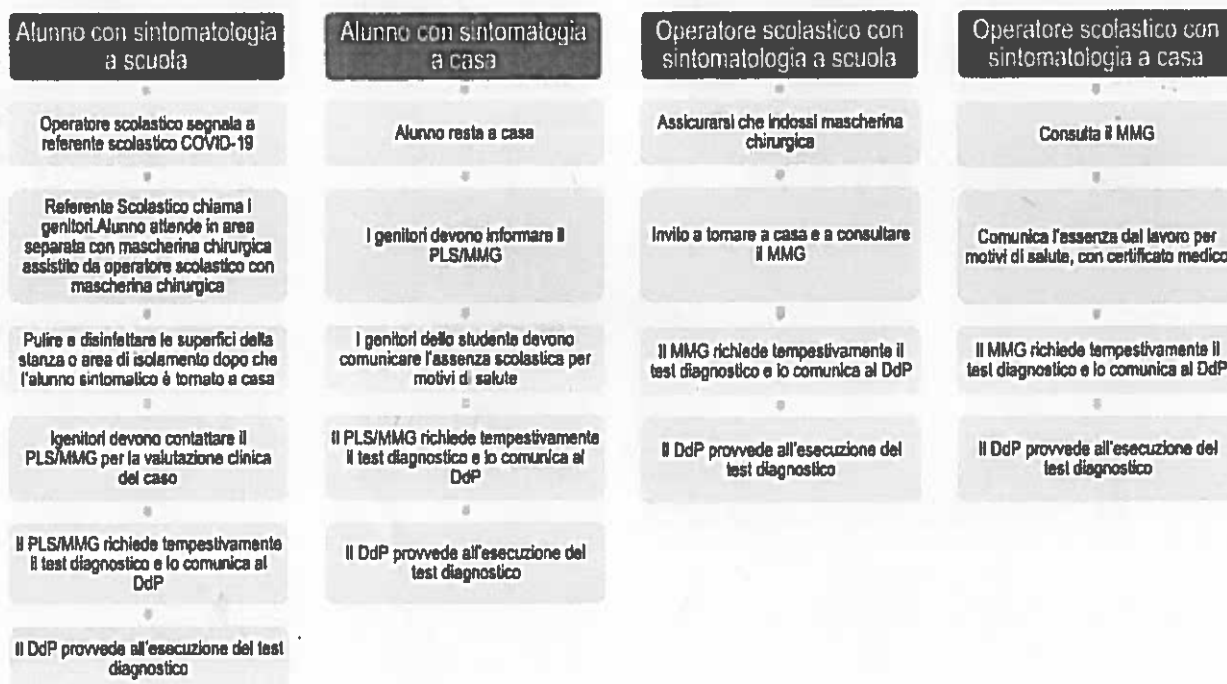 Alunno con sintomatologia
a scuola
Operatore scolastico segnala a
referente scolastico COVID-19
Referente Scolastico chiama i
genitori.Alunno attende in area
separata con mascherina chirurgica
assistito da operatore scolastico con
mascherina chirurgica
Pulire e disinfettare le superfici della
stanza o area di isolamento dopo che
l'alunno sintomatico è tornato a casa
Igenitori devono contattare il
PLS/MMG per la valutazione clinica
del caso
Il PLS/MMG richiede tempestivamente
il test diagnostico e lo comunica al
DdP
Il DdP provvede all'esecuzione del test
diagnostico
Alunno con sintomatogia
a casa
Alunno resta a casa
I genitori devono informare il
PLS/MMG
I genitori dello studente devono
comunicare l'assenza scolastica per
motivi di salute
Il PLS/MMG richiede tempestivamente
il test diagnostico e lo comunica al
DdP
Il DdP provvede all'esecuzione del
test diagnostico
Operatore scolastico con
sintomatologia a scuola
Assicurarsi che indossi mascherina
chirurgica
Invito a tornare a casa e a consultare
il MMG
Il MMG richiede tempestivamente il
test diagnostico e lo comunica al DdP
Il DdP provvede all'esecuzione del
test diagnostico
Operatore scolastico con
sintomatologia a casa
Consulta il MMG
Comunica l'assenza dal lavoro per
motivi di salute, con certificato medico
Il MMG richiede tempestivamente il
test diagnostico e lo comunica al DdP
Il DdP provvede all'esecuzione del
test diagnostico